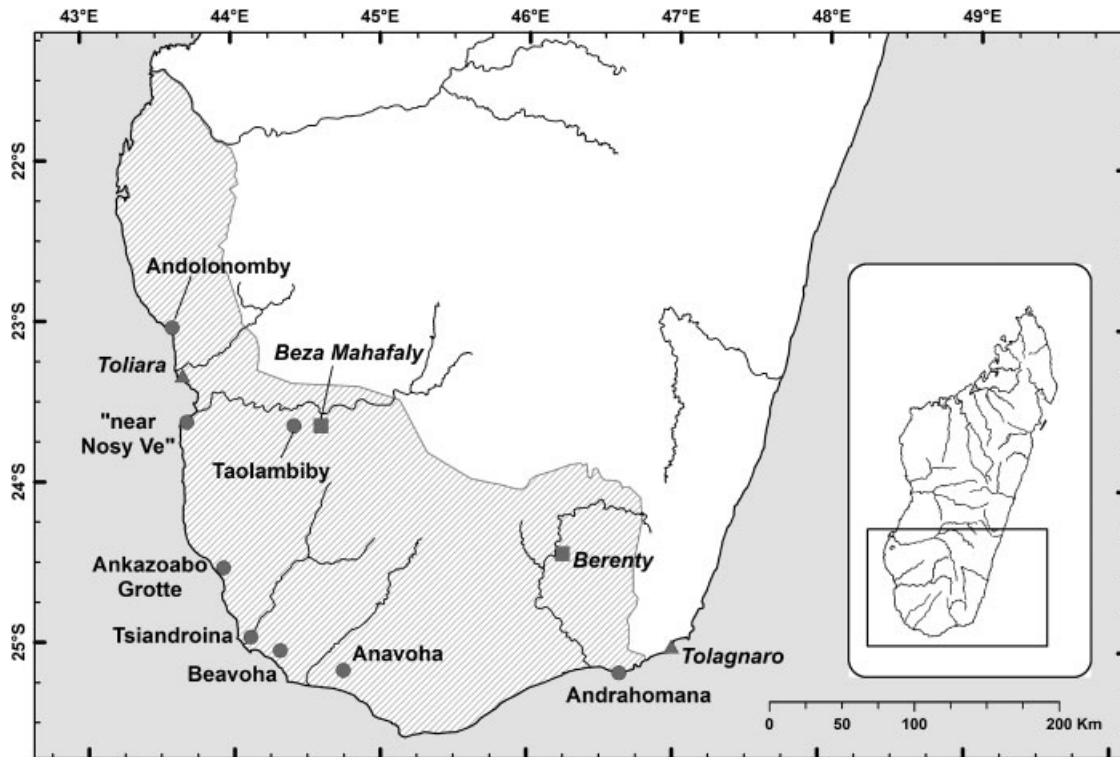 43°E 44°E 45°E 46°E 47°E 48°E 49°E
22°S
Andolonomby
23°S
Beza Mahafaly
Toliara
"near
Nosy Ve"
Taolambiby
24°S
Ankazoabo
Grotte
Berenty
Tsiandroina
25°S
Anavoha
Beavoha
Tolagnaro
Andrahomana
0 50 100 200 Km